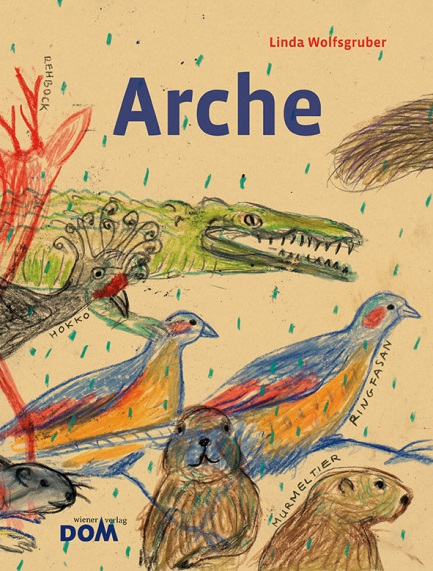 Linda Wolfsgruber
Arche
REHBOCK
HOKKO
RINGFASAN
MURMELTIER
wiener verlag
DOM